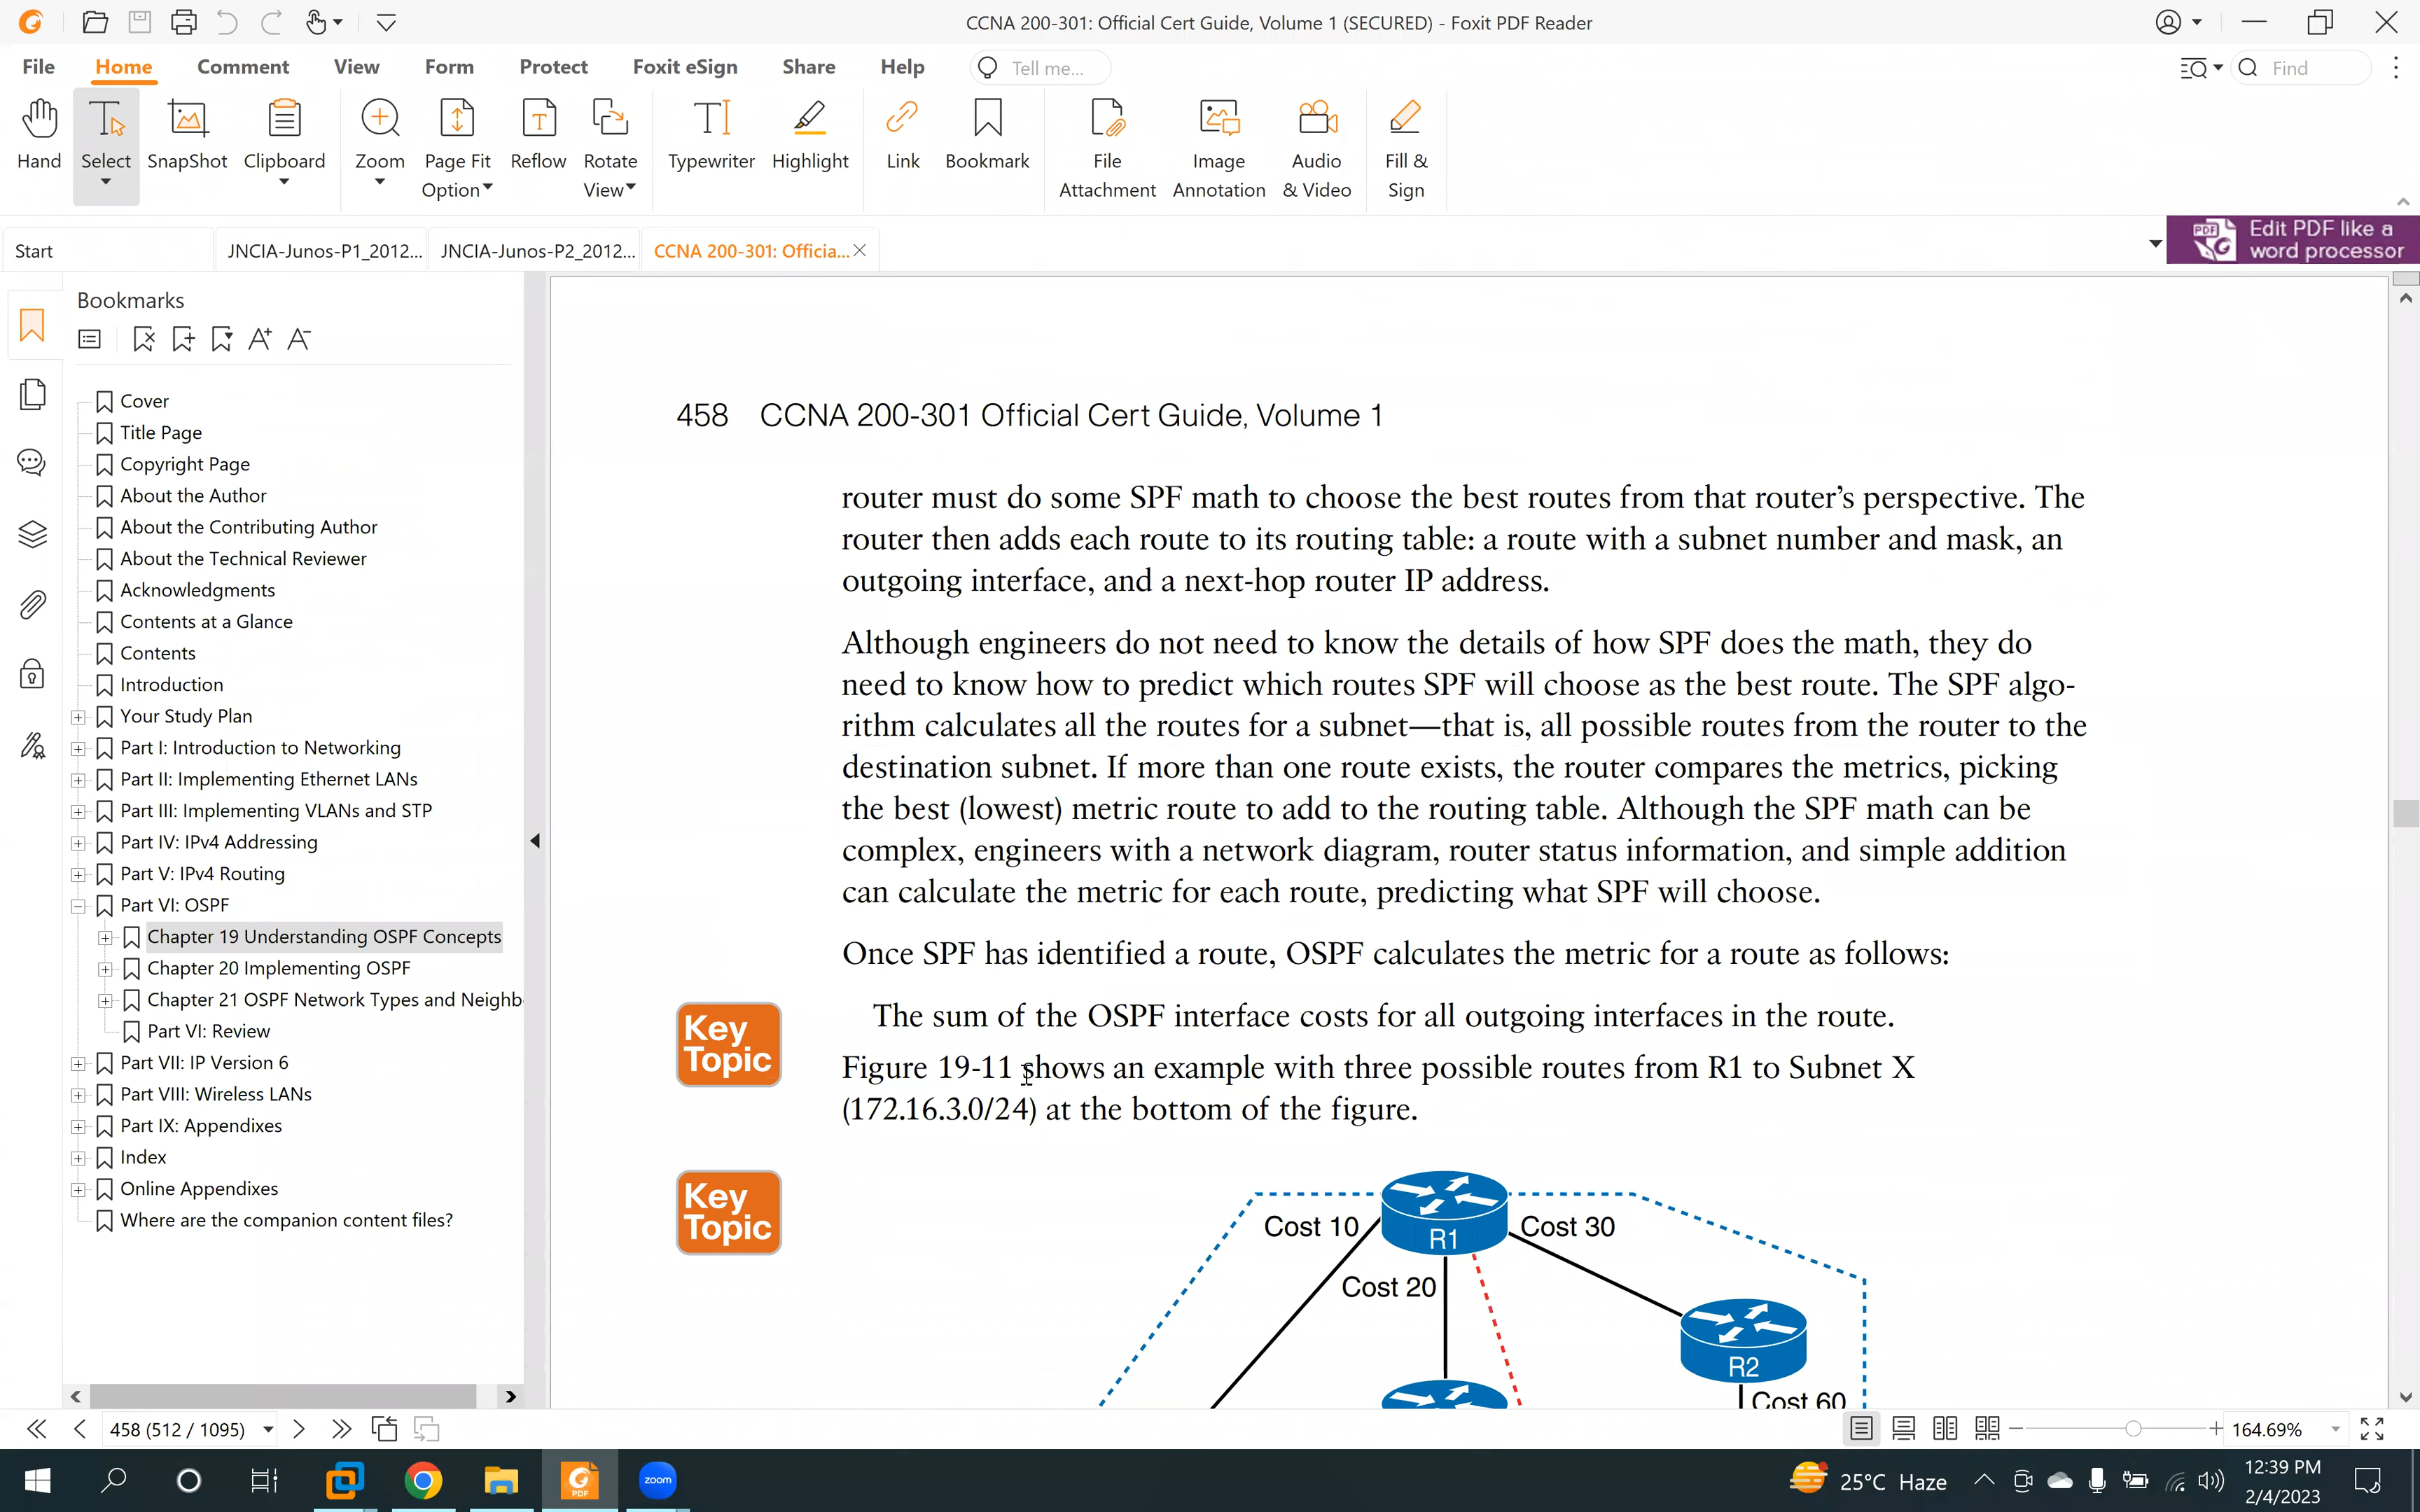 CCNA 200-301: Official Cert Guide, Volume 1 (SECURED) - Foxit PDF Reader
File Home Comment View Form Protect Foxit eSign Share Help Tell me... Find
Hand Select SnapShot Clipboard Zoom Page Fit Option Reflow Rotate View Typewriter Highlight Link Bookmark File Attachment Image Annotation Audio & Video Fill & Sign
Start JNCIA-Junos-P1_2012... JNCIA-Junos-P2_2012... CCNA 200-301: Officia...
PDF Edit PDF like a
word processor
Bookmarks
Cover
Title Page
Copyright Page
About the Author
About the Contributing Author
About the Technical Reviewer
Acknowledgments
Contents at a Glance
Contents
Introduction
Your Study Plan
Part I: Introduction to Networking
Part II: Implementing Ethernet LANs
Part III: Implementing VLANs and STP
Part IV: IPv4 Addressing
Part V: IPv4 Routing
Part VI: OSPF
Chapter 19 Understanding OSPF Concepts
Chapter 20 Implementing OSPF
Chapter 21 OSPF Network Types and Neighb
Part VI: Review
Part VII: IP Version 6
Part VIII: Wireless LANs
Part IX: Appendixes
Index
Online Appendixes
Where are the companion content files?
458 CCNA 200-301 Official Cert Guide, Volume 1
router must do some SPF math to choose the best routes from that router’s perspective. The
router then adds each route to its routing table: a route with a subnet number and mask, an
outgoing interface, and a next-hop router IP address.
Although engineers do not need to know the details of how SPF does the math, they do
need to know how to predict which routes SPF will choose as the best route. The SPF algo-
rithm calculates all the routes for a subnet—that is, all possible routes from the router to the
destination subnet. If more than one route exists, the router compares the metrics, picking
the best (lowest) metric route to add to the routing table. Although the SPF math can be
complex, engineers with a network diagram, router status information, and simple addition
can calculate the metric for each route, predicting what SPF will choose.
Once SPF has identified a route, OSPF calculates the metric for a route as follows:
Key
Topic
The sum of the OSPF interface costs for all outgoing interfaces in the route.
Figure 19-11 shows an example with three possible routes from R1 to Subnet X
(172.16.3.0/24) at the bottom of the figure.
Key
Topic
Cost 10
R1
Cost 30
Cost 20
R2
Cost 60
458 (512 / 1095)
164.69%
zoom
PDF
25°C Haze
12:39 PM
2/4/2023